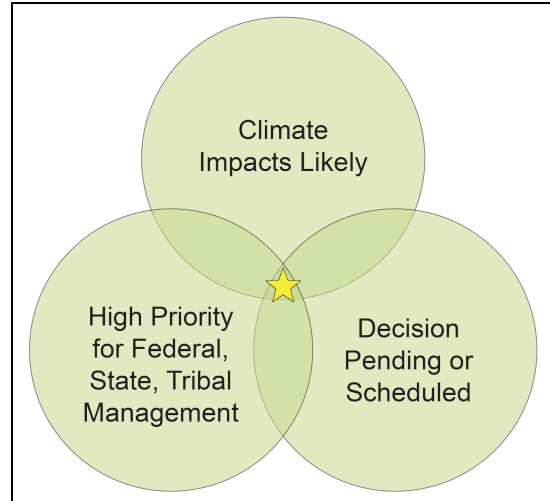 Climate
Impacts Likely
High Priority
for Federal,
State, Tribal
Management
Decision
Pending or
Scheduled